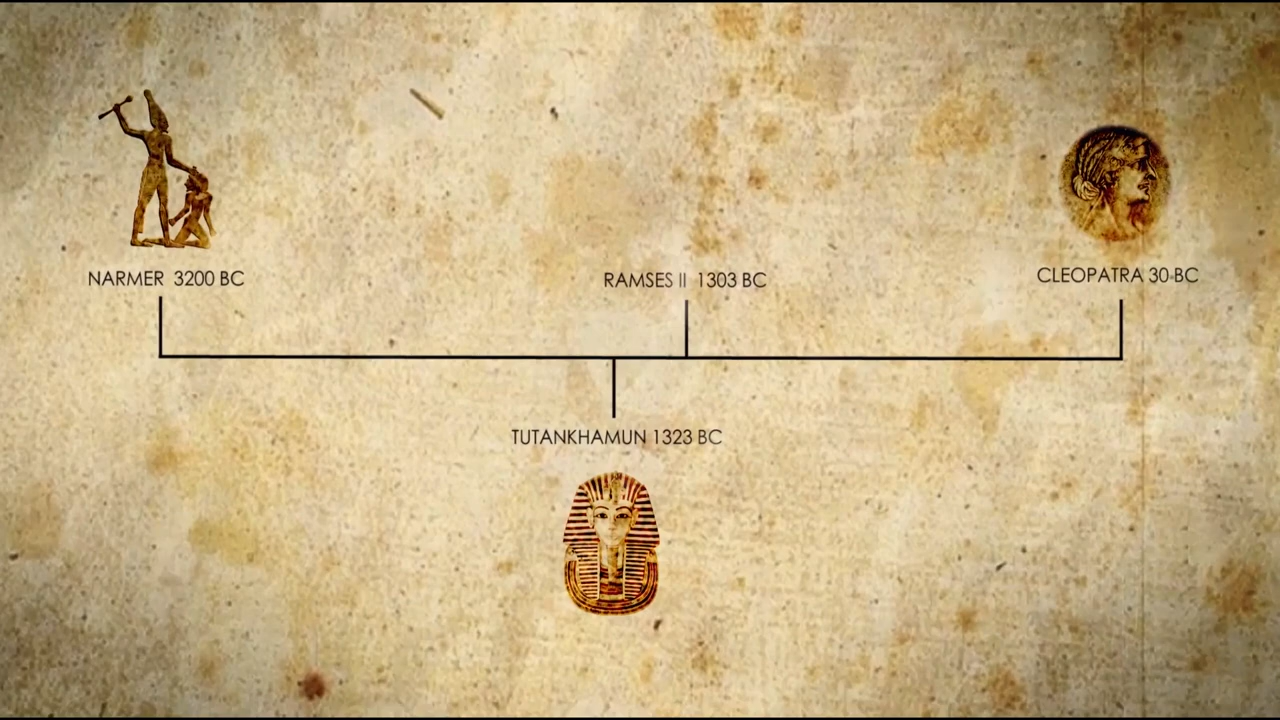 NARMER 3200 BC
RAMSES II 1303 BC
CLEOPATRA 30 BC
TUTANKHAMUN 1323 BC